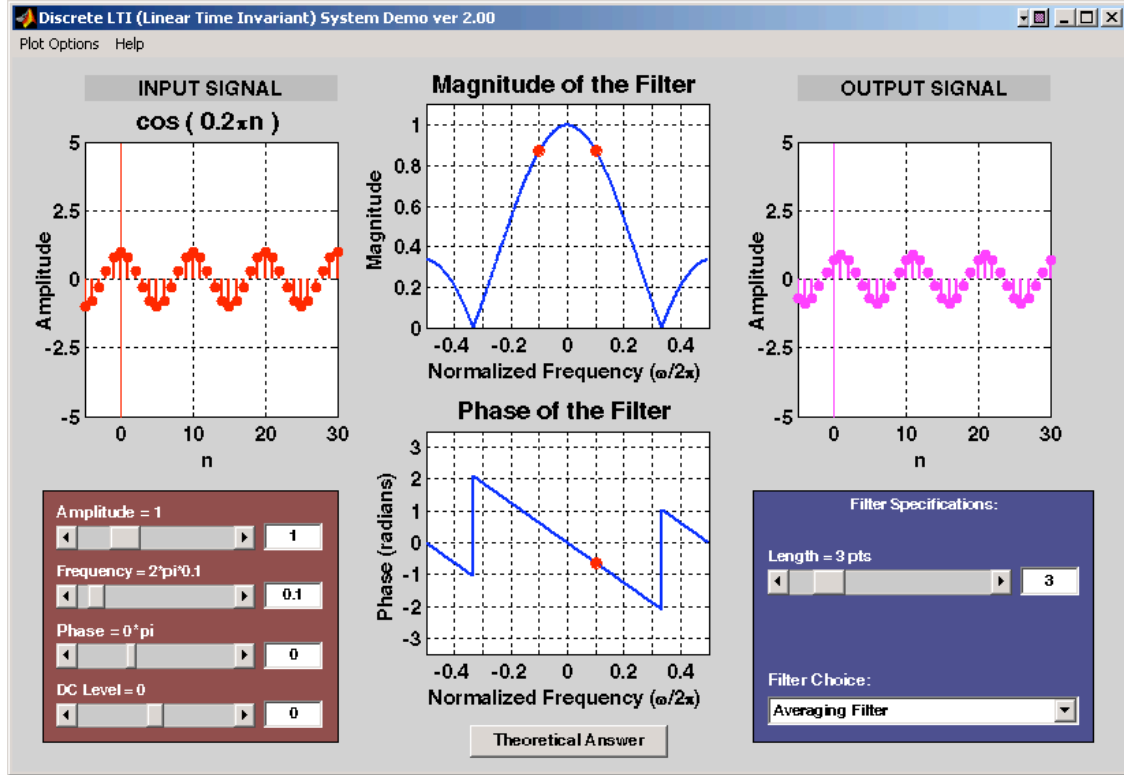 Discrete LTI (Linear Time Invariant) System Demo ver 2.00
Plot Options Help
INPUT SIGNAL
cos ( 0.2πn )
Amplitude
5
2.5
0
-2.5
-5
0 10 20 30
n
Magnitude of the Filter
Magnitude
1
0.8
0.6
0.4
0.2
0
-0.4 -0.2 0 0.2 0.4
Normalized Frequency (ω/2π)
OUTPUT SIGNAL
Amplitude
5
2.5
0
-2.5
-5
0 10 20 30
n
Phase of the Filter
Phase (radians)
3
2
1
0
-1
-2
-3
-0.4 -0.2 0 0.2 0.4
Normalized Frequency (ω/2π)
Amplitude = 1
1
Frequency = 2*pi*0.1
0.1
Phase = 0*pi
0
DC Level = 0
0
Theoretical Answer
Filter Specifications:
Length = 3 pts
3
Filter Choice:
Averaging Filter